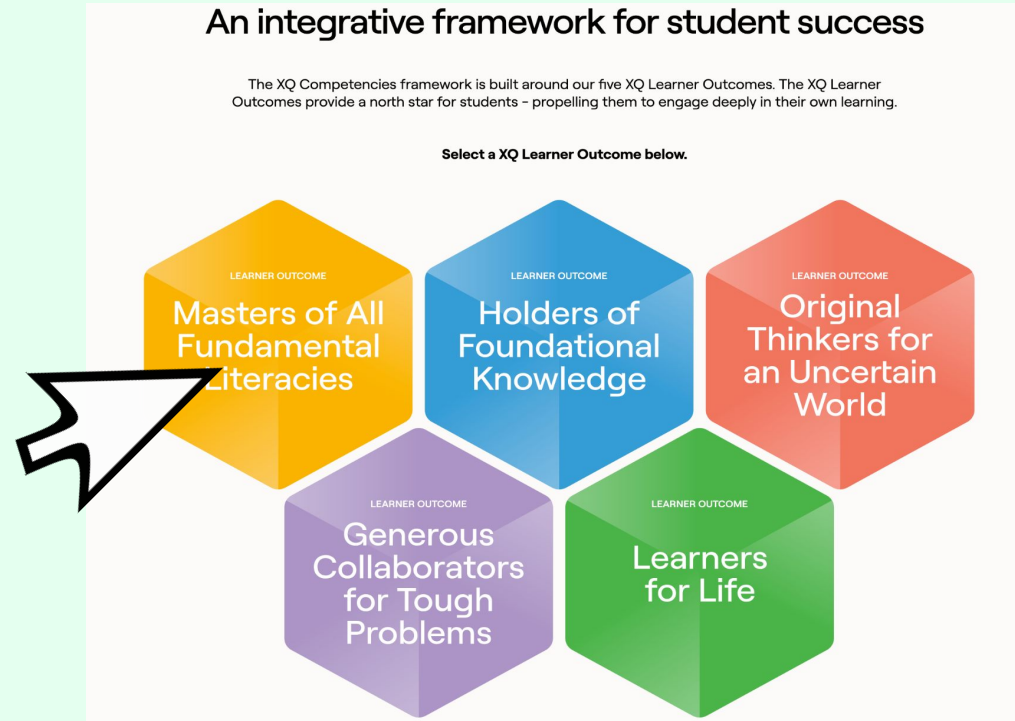 An integrative framework for student success
The XQ Competencies framework is built around our five XQ Learner Outcomes. The XQ Learner
Outcomes provide a north star for students – propelling them to engage deeply in their own learning.
Select a XQ Learner Outcome below.
LEARNER OUTCOME
Masters of All
Fundamental
Literacies
LEARNER OUTCOME
Holders of
Foundational
Knowledge
LEARNER OUTCOME
Original
Thinkers for
an Uncertain
World
LEARNER OUTCOME
Generous
Collaborators
for Tough
Problems
LEARNER OUTCOME
Learners
for Life